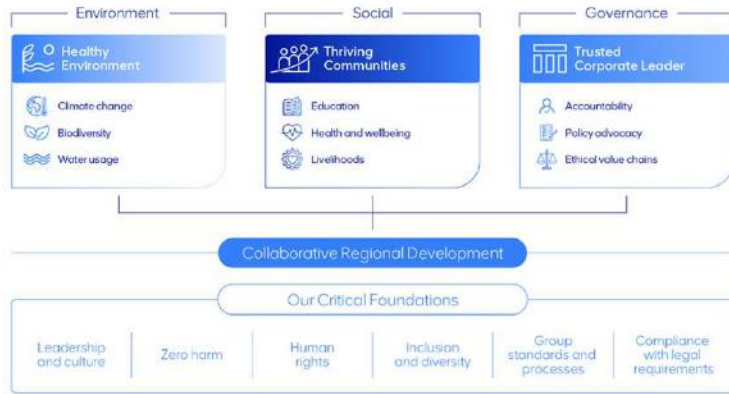 Environment
Social
Governance
Healthy
Environment
Climate change
Biodiversity
Water usage
Thriving
Communities
Education
Health and wellbeing
Livelihoods
Trusted
Corporate Leader
Accountability
Policy advocacy
Ethical value chains
Collaborative Regional Development
Our Critical Foundations
Leadership
and culture
Zero harm
Human
rights
Inclusion
and diversity
Group
standards and
processes
Compliance
with legal
requirements